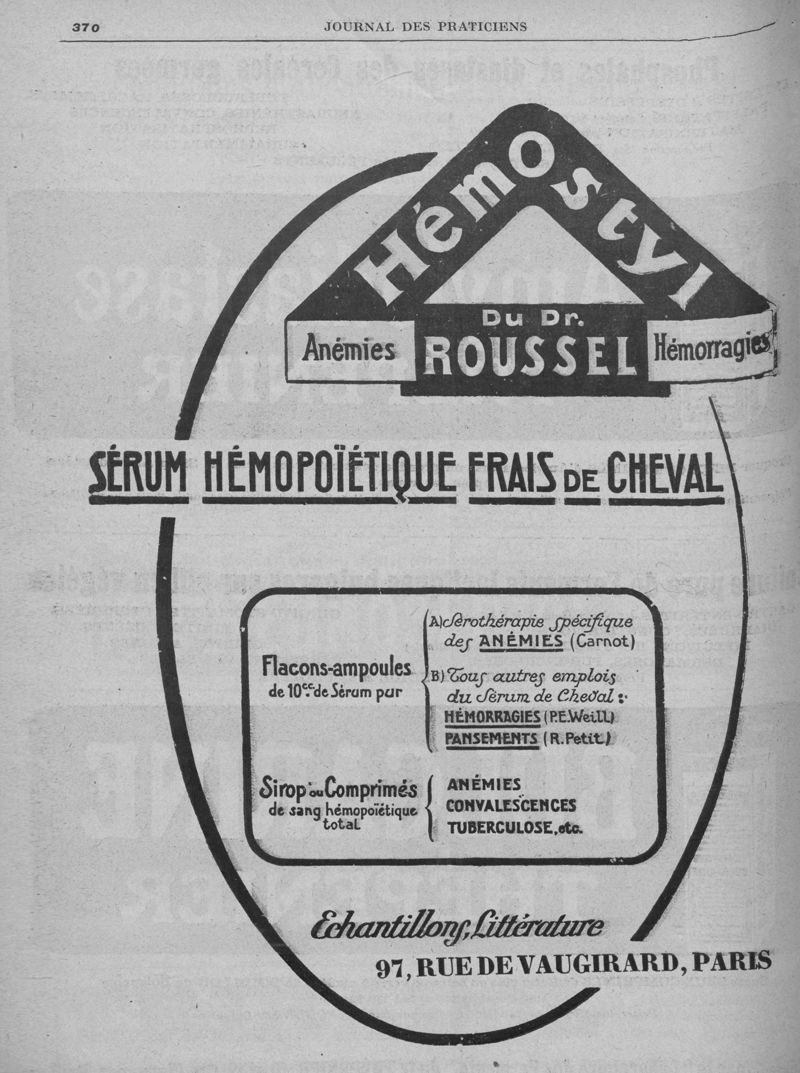 370
JOURNAL DES PRATICIENS
Hémostyl
Du Dr.
Anémies
ROUSSEL
Hémorragies
SÉRUM HÉMOPOÏÉTIQUE FRAIS DE CHEVAL
Flacons-ampoules
de 10cc de Sérum pur
A) Sérothérapie spécifique
des ANÉMIES (Carnot)
B) Tous autres emplois
du Sérum de Cheval :
HÉMORRAGIES (P.E.Weill)
PANSEMENTS (R.Petit)
Sirop ou Comprimés
de sang hémopoïétique
total
ANÉMIES
CONVALESCENCES
TUBERCULOSE, etc.
Echantillons, Littérature
97, RUE DE VAUGIRARD, PARIS